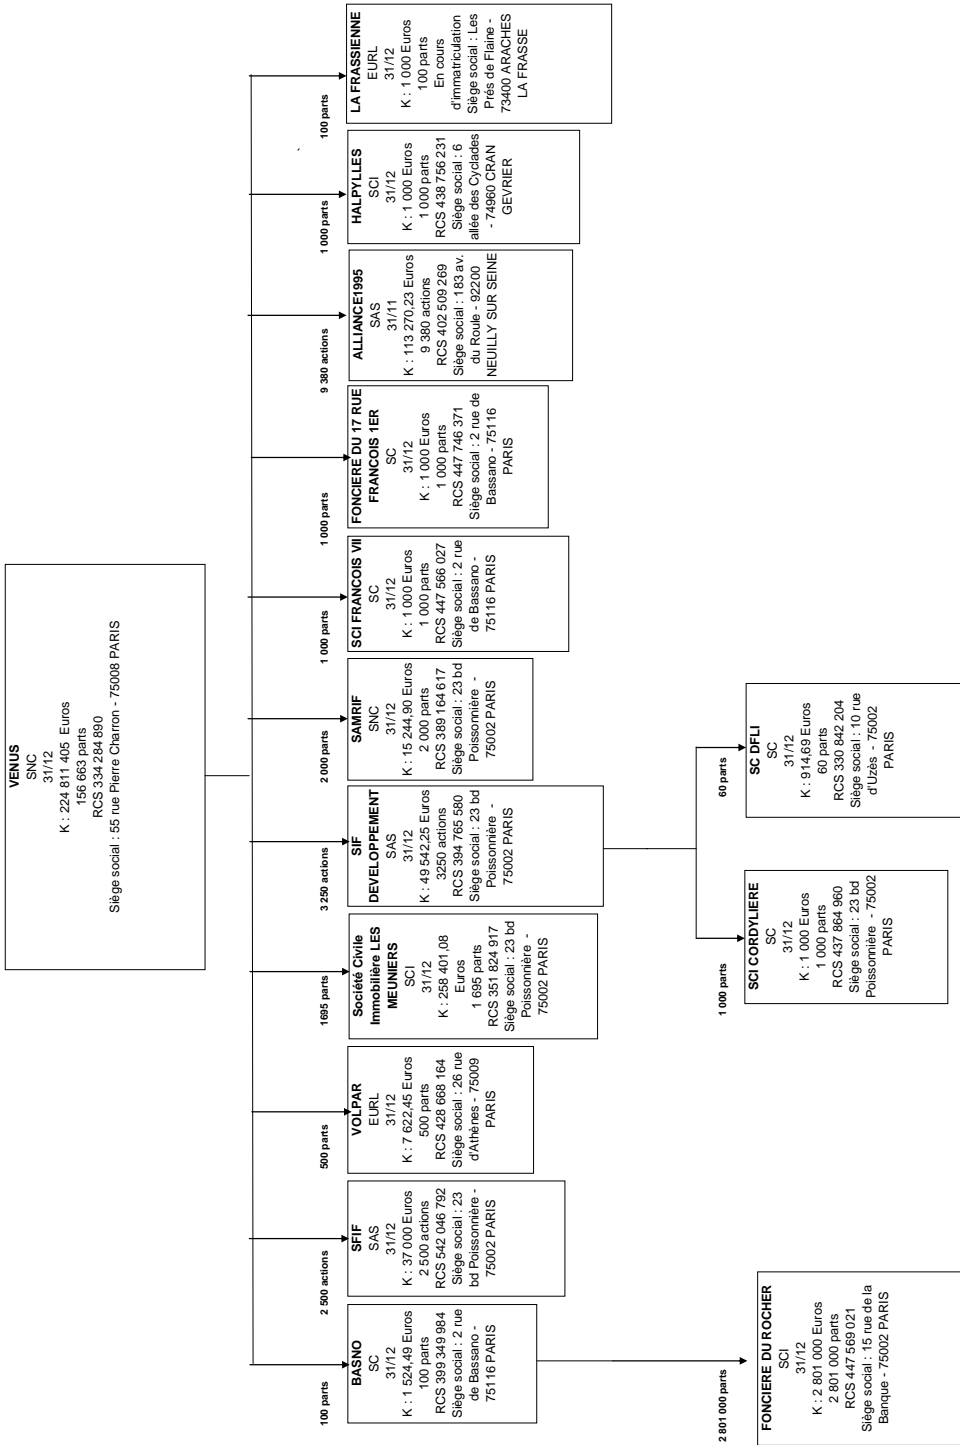 VENUS
SNC
31/12
K : 224 811 405 Euros
156 663 parts
RCS 334 284 890
Siège social : 55 rue Pierre Charron - 75008 PARIS
100 parts
BASNO
SC
31/12
K : 1 524,49 Euros
100 parts
RCS 399 349 984
Siège social : 2 rue
de Bassano -
75116 PARIS
2 500 actions
SFIF
SAS
31/12
K : 37 000 Euros
2 500 actions
RCS 542 046 792
Siège social : 23
bd Poissonnière -
75002 PARIS
500 parts
VOLPAR
EURL
31/12
K : 7 622,45 Euros
500 parts
RCS 428 668 164
Siège social : 26 rue
d'Athènes - 75009
PARIS
1695 parts
Société Civile
Immobilière LES
MEUNIERS
SCI
31/12
K : 258 401,08
Euros
1 695 parts
RCS 351 824 917
Siège social : 23 bd
Poissonnière -
75002 PARIS
3 250 actions
SIF
DEVELOPPEMENT
SAS
31/12
K : 49 542,25 Euros
3250 actions
RCS 394 765 580
Siège social : 23 bd
Poissonnière -
75002 PARIS
2 000 parts
SAMRIF
SNC
31/12
K : 15 244,90 Euros
2 000 parts
RCS 389 164 617
Siège social : 23 bd
Poissonnière -
75002 PARIS
1 000 parts
SCI FRANCOIS VII
SC
31/12
K : 1 000 Euros
1 000 parts
RCS 447 566 027
Siège social : 2 rue
de Bassano -
75116 PARIS
1 000 parts
FONCIERE DU 17 RUE
FRANCOIS 1ER
SC
31/12
K : 1 000 Euros
1 000 parts
RCS 447 746 371
Siège social : 2 rue de
Bassano - 75116
PARIS
9 380 actions
ALLIANCE1995
SAS
31/11
K : 113 270,23 Euros
9 380 actions
RCS 402 509 269
Siège social : 183 av.
du Roule - 92200
NEUILLY SUR SEINE
1 000 parts
HALPYLLES
SCI
31/12
K : 1 000 Euros
1 000 parts
RCS 438 756 231
Siège social : 6
allée des Cyclades
- 74960 CRAN
GEVRIER
100 parts
LA FRASSIENNE
EURL
31/12
K : 1 000 Euros
100 parts
En cours
d'immatriculation
Siège social : Les
Prés de Flaine -
73400 ARACHES
LA FRASSE
2 801 000 parts
FONCIERE DU ROCHER
SCI
31/12
K : 2 801 000 Euros
2 801 000 parts
RCS 447 569 021
Siège social : 15 rue de la
Banque - 75002 PARIS
1 000 parts
SCI CORDYLIERE
SC
31/12
K : 1 000 Euros
1 000 parts
RCS 437 864 960
Siège social : 23 bd
Poissonnière - 75002
PARIS
60 parts
SC DFLI
SC
31/12
K : 914,69 Euros
60 parts
RCS 330 842 204
Siège social : 10 rue
d'Uzès - 75002
PARIS